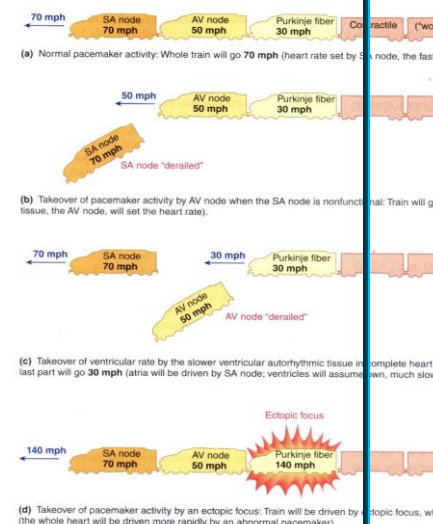 70 mph
SA node
70 mph
AV node
50 mph
Purkinje fiber
30 mph
Co ractile ("wo
(a) Normal pacemaker activity: Whole train will go 70 mph (heart rate set by S node, the fast
50 mph
AV node
50 mph
Purkinje fiber
30 mph
SA node
70 mph
SA node "derailed"
(b) Takeover of pacemaker activity by AV node when the SA node is nonfuncti nal: Train will g
tissue, the AV node, will set the heart rate).
70 mph
SA node
70 mph
30 mph
Purkinje fiber
30 mph
AV node
50 mph
AV node "derailed"
(c) Takeover of ventricular rate by the slower ventricular autorhythmic tissue in omplete heart
last part will go 30 mph (atria will be driven by SA node; ventricles will assume own, much slow
Ectopic focus
140 mph
SA node
70 mph
AV node
50 mph
Purkinje fiber
140 mph
(d) Takeover of pacemaker activity by an ectopic focus: Train will be driven by ctopic focus, wh
(the whole heart will be driven more rapidly by an abnormal pacemaker)